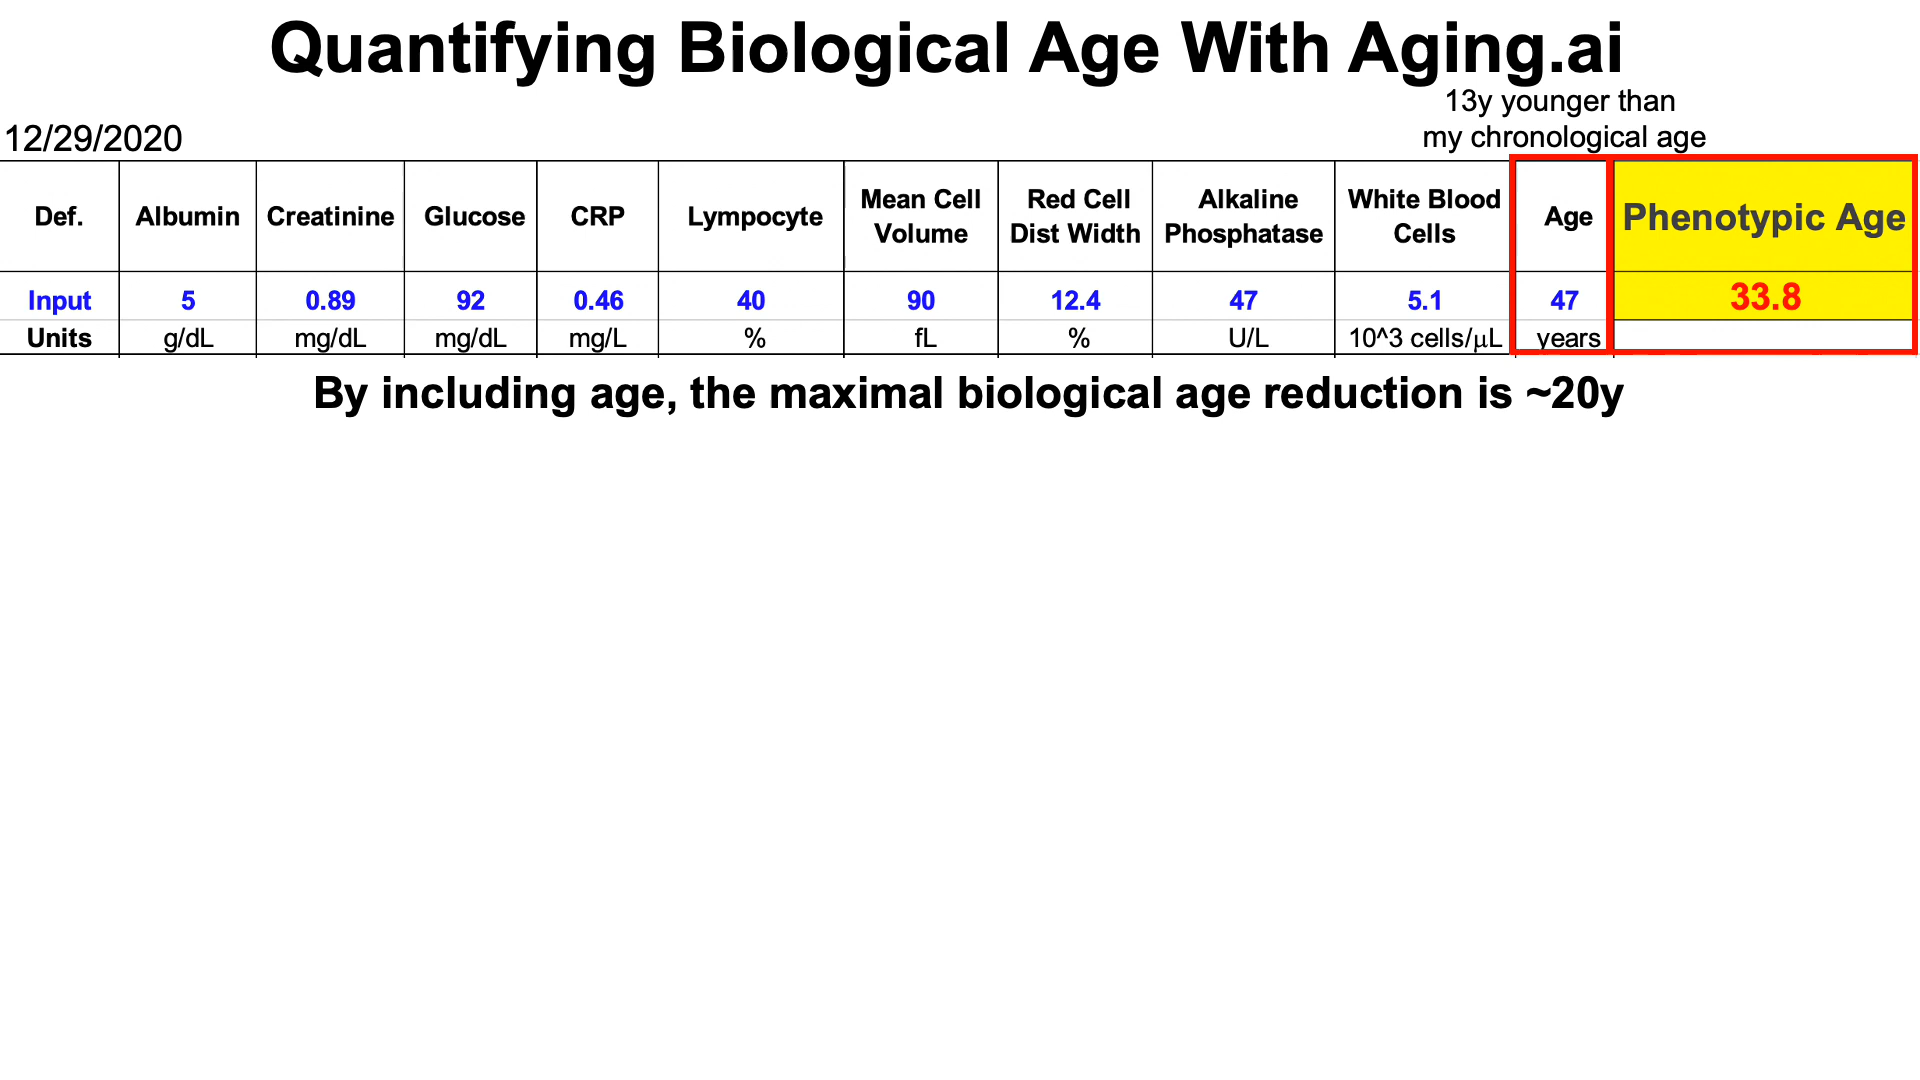 Quantifying Biological Age With Aging.ai
13y younger than
my chronological age
12/29/2020
Def. Albumin Creatinine Glucose CRP Lympocyte Mean Cell Volume Red Cell Dist Width Alkaline Phosphatase White Blood Cells Age Phenotypic Age
Input 5 0.89 92 0.46 40 90 12.4 47 5.1 47 33.8
Units g/dL mg/dL mg/dL mg/L % fL % U/L 10^3 cells/μL years
By including age, the maximal biological age reduction is ~20y